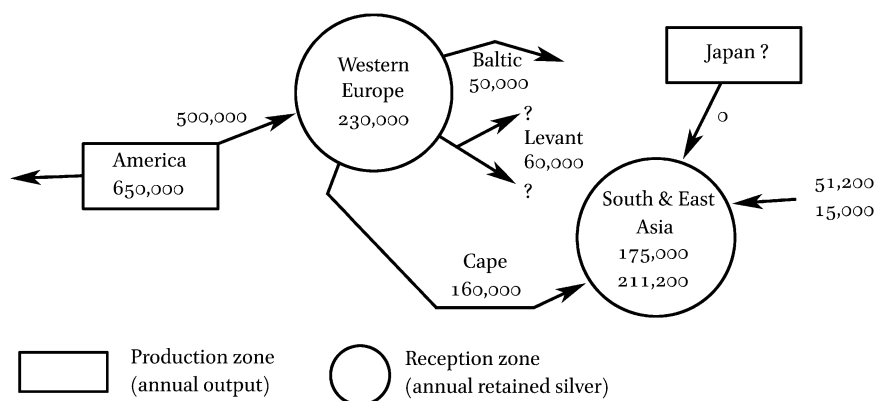 Western
Europe
230,000
Baltic
50,000
Japan ?
500,000
0
?
America
650,000
Levant
60,000
?
51,200
15,000
South & East
Asia
175,000
211,200
Cape
160,000
Production zone
(annual output)
Reception zone
(annual retained silver)